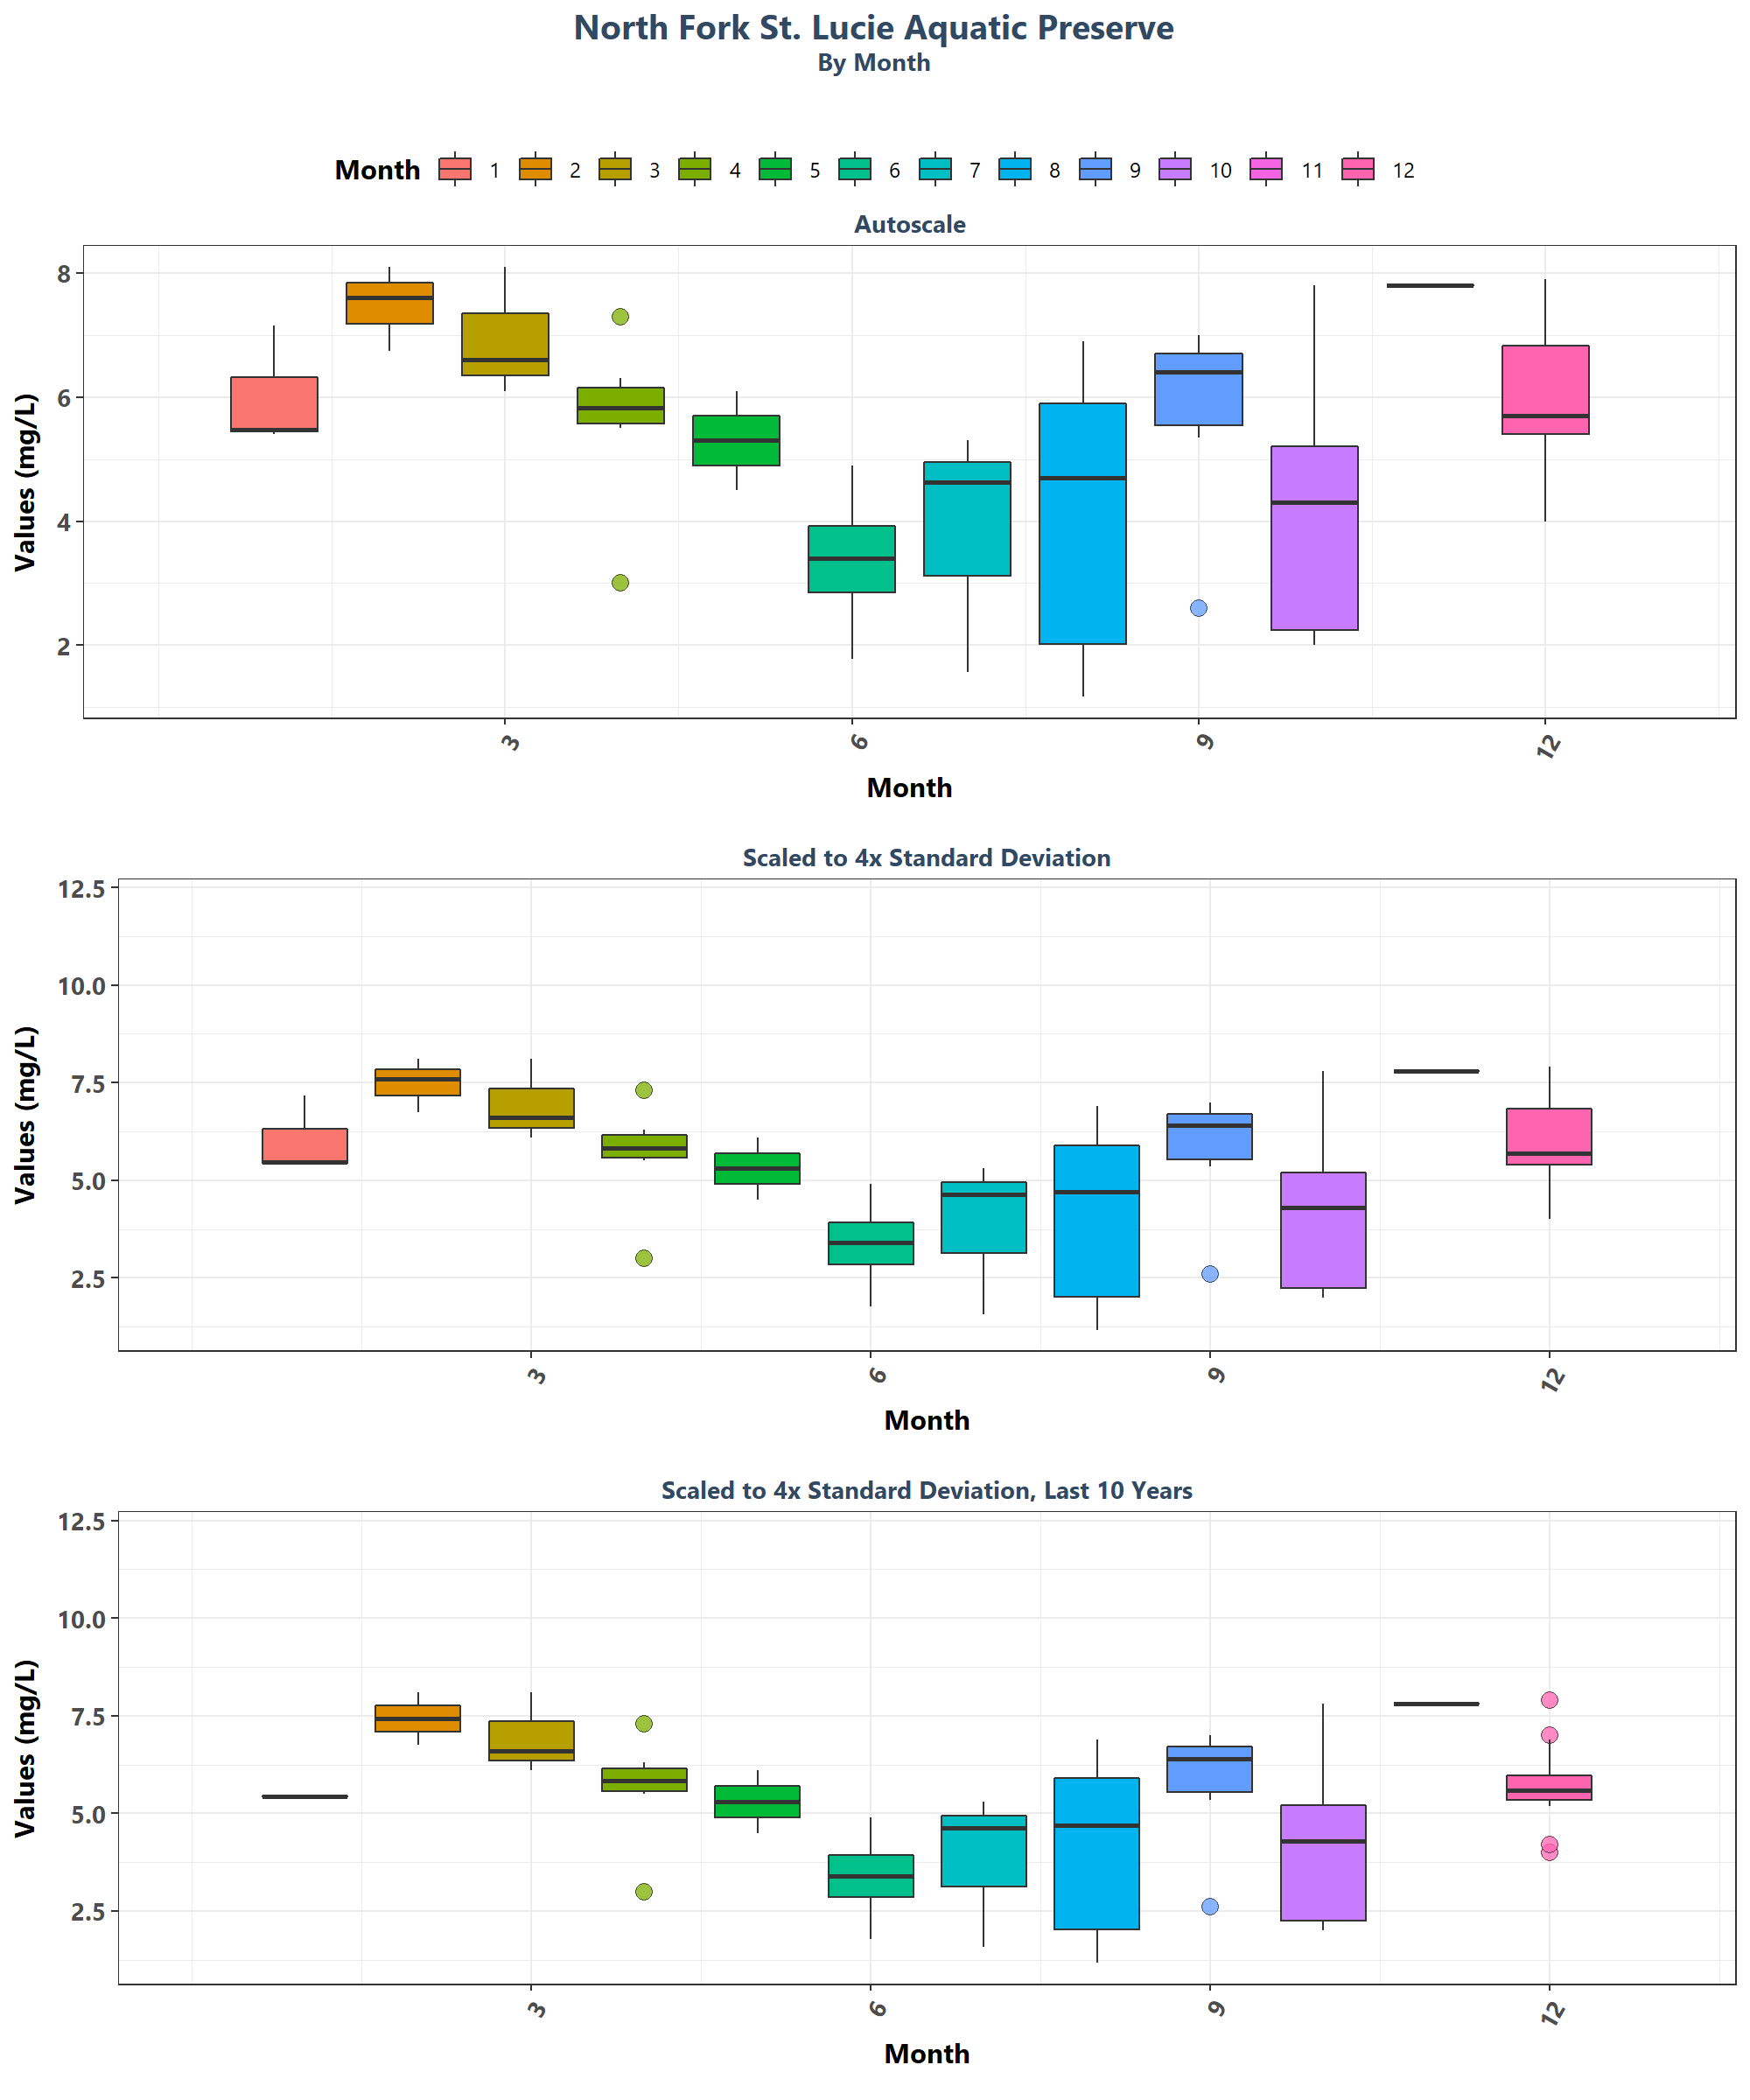 North Fork St. Lucie Aquatic Preserve
By Month
Month 1 2 3 4 5 6 7 8 9 10 11 12
Autoscale
8
6
4
2
Values (mg/L)
3 6 9 12
Month
Scaled to 4x Standard Deviation
12.5
10.0
7.5
5.0
2.5
Values (mg/L)
3 6 9 12
Month
Scaled to 4x Standard Deviation, Last 10 Years
12.5
10.0
7.5
5.0
2.5
Values (mg/L)
3 6 9 12
Month